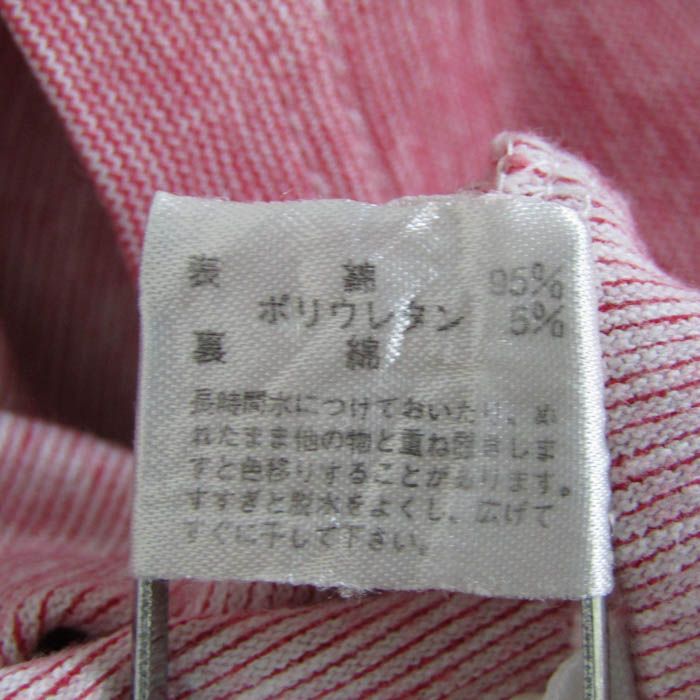 表 綿 95%
ポリウレタン 5%
裏 綿
長時間水につけておいたり、ぬ
れたまま他の物と重ね置きしま
すと色移りすることがあります。
すすぎと脱水をよくし、広げて
すぐに干して下さい。